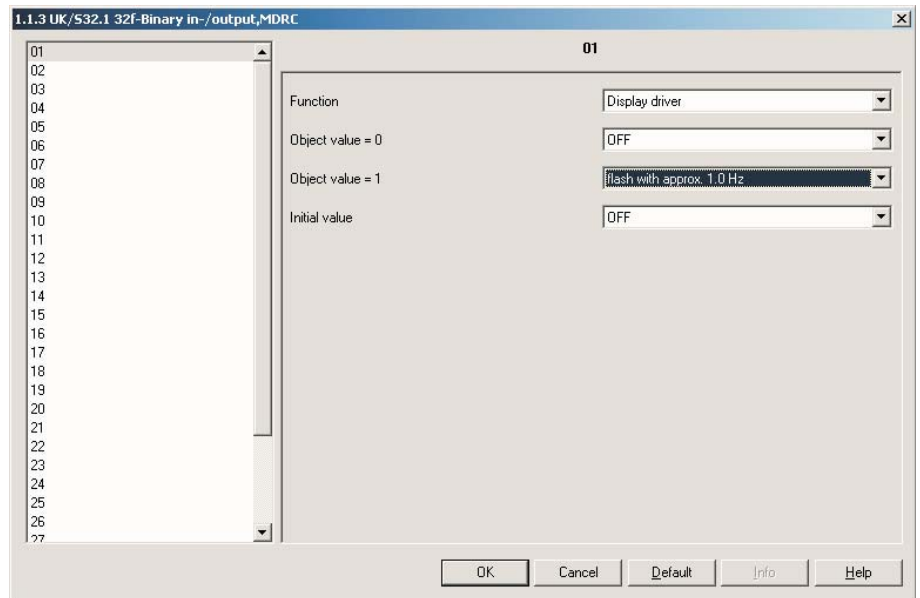 1.1.3 UK/S32.1 32f-Binary in-/output,MDRC
01
02
03
04
05
06
07
08
09
10
11
12
13
14
15
16
17
18
19
20
21
22
23
24
25
26
27
01
Function
Display driver
Object value = 0
OFF
Object value = 1
flash with approx. 1.0 Hz
Initial value
OFF
OK
Cancel
Default
Info
Help